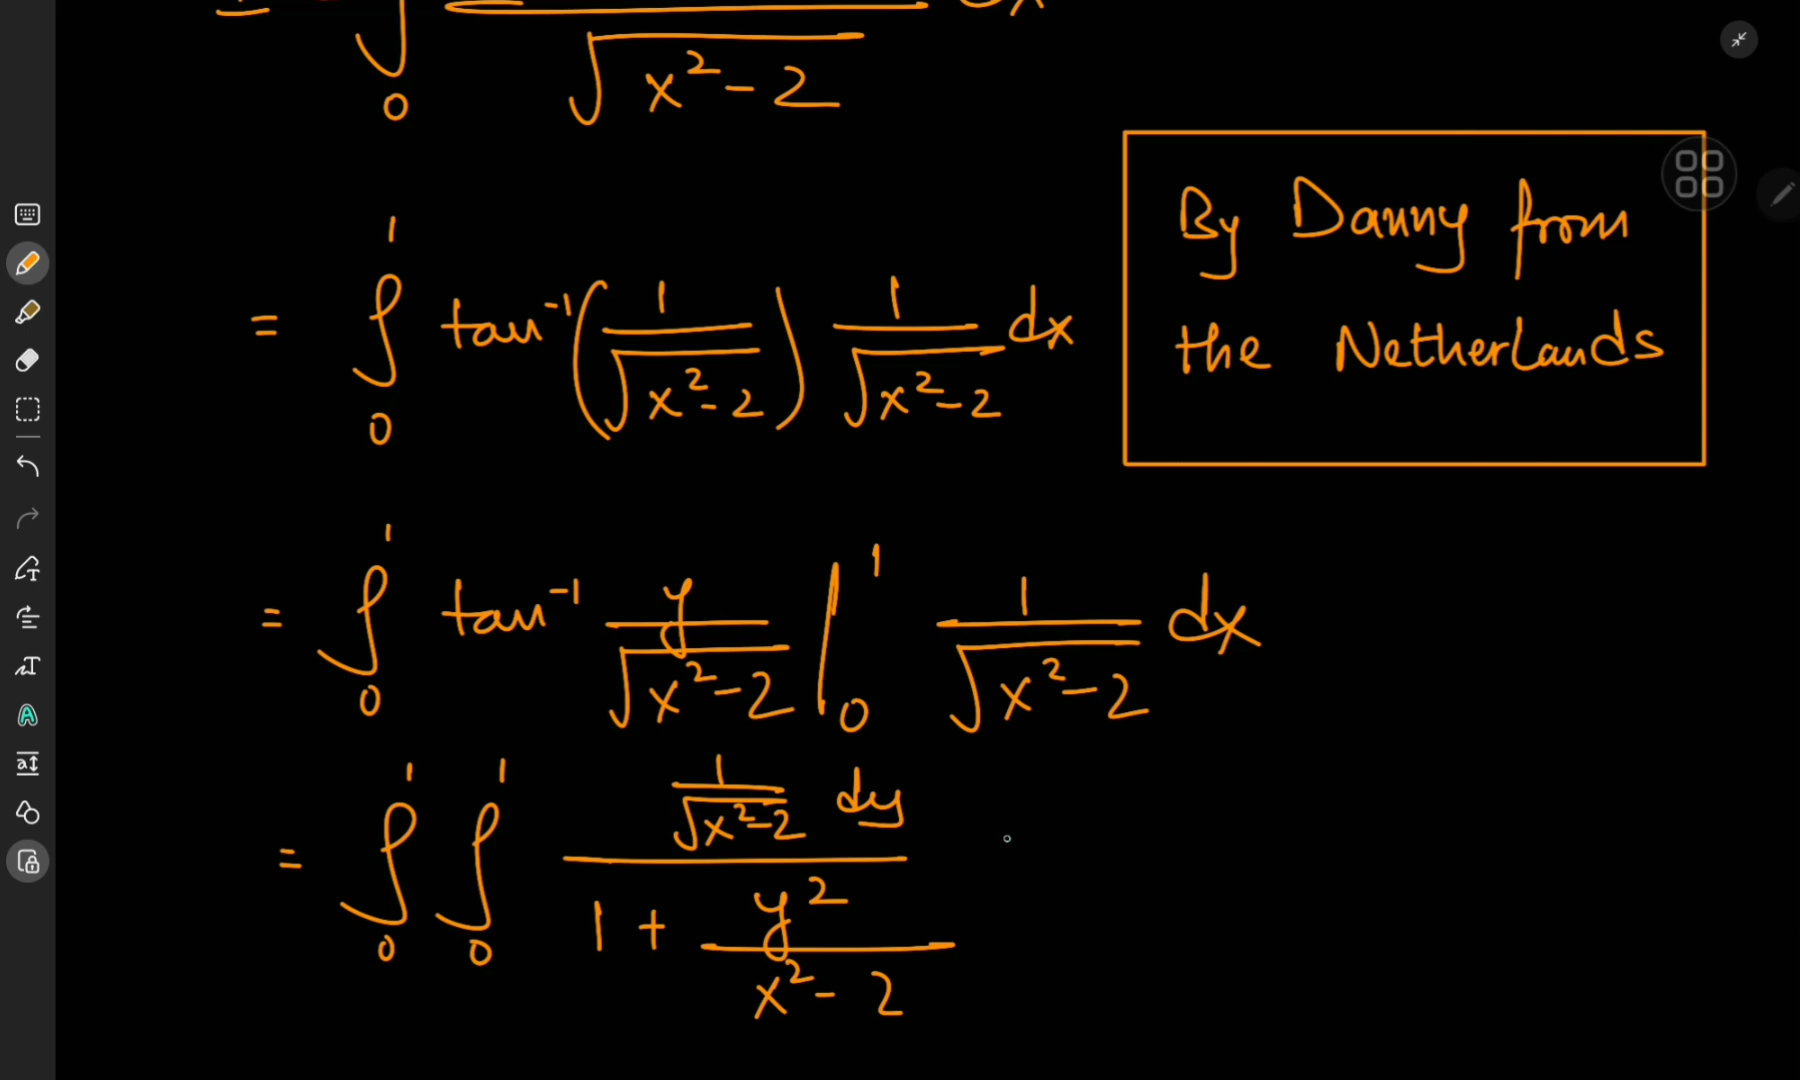 ∫₀ ─── dx
√(x² - 2)
By Danny from
the Netherlands
= ∫₀¹ tan⁻¹(1/√(x²-2)) 1/√(x²-2) dx
= ∫₀¹ tan⁻¹ y/√(x²-2) |₀¹ 1/√(x²-2) dx
= ∫₀¹ ∫₀¹ (1/√(x²-2) dy)/(1 + y²/(x²-2))